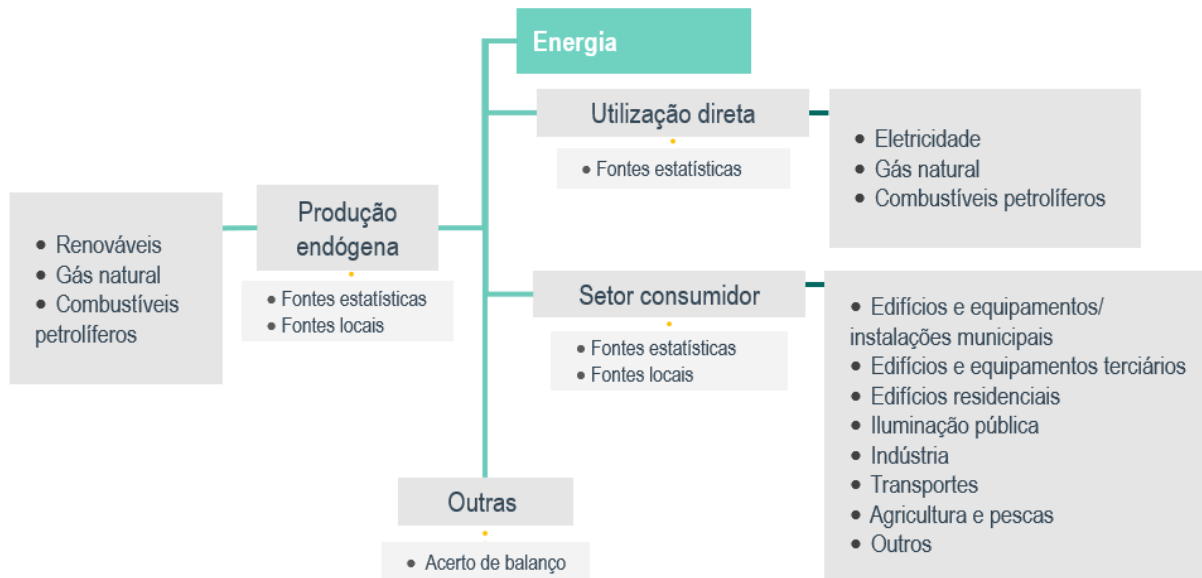 Energia
Utilização direta
• Fontes estatísticas
• Eletricidade
• Gás natural
• Combustíveis petrolíferos
Produção
endógena
• Fontes estatísticas
• Fontes locais
• Renováveis
• Gás natural
• Combustíveis
petrolíferos
Setor consumidor
• Fontes estatísticas
• Fontes locais
• Edifícios e equipamentos/
instalações municipais
• Edifícios e equipamentos terciários
• Edifícios residenciais
• Iluminação pública
• Indústria
• Transportes
• Agricultura e pescas
• Outros
Outras
• Acerto de balanço